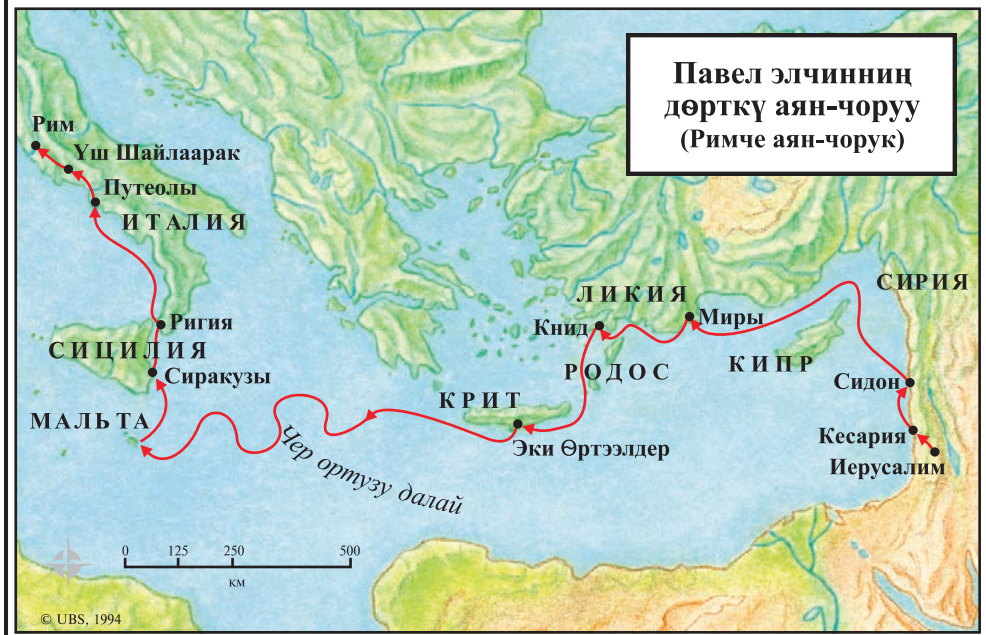 Павел элчинниң
дөрткү аян-чоруу
(Римче аян-чорук)
Рим
Үш Шайлаарак
Путеолы
ИТАЛИЯ
СИРИЯ
ЛИКИЯ
Миры
Книд
Ригия
СИЦИЛИЯ
Сиракузы
РОДОС
КИПР
Сидон
КРИТ
МАЛЬТА
Эки Өртээлдер
Кесария
Иерусалим
Чер ортузу далай
0 125 250 500
км
© UBS, 1994